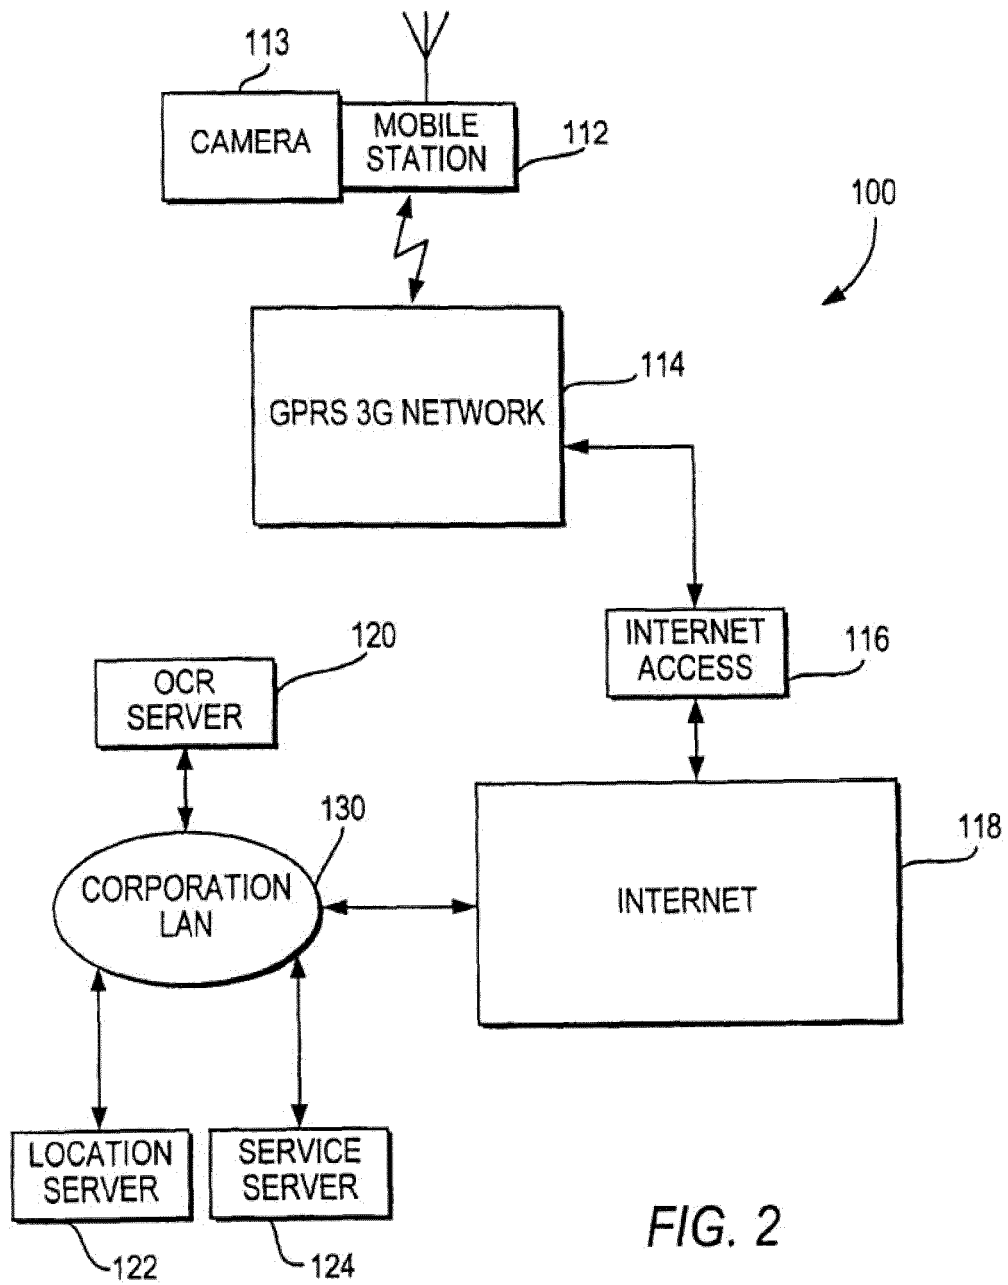 113
CAMERA
MOBILE
STATION
112
100
114
GPRS 3G NETWORK
INTERNET
ACCESS
116
120
OCR
SERVER
130
118
CORPORATION
LAN
INTERNET
LOCATION
SERVER
SERVICE
SERVER
122
124
FIG. 2